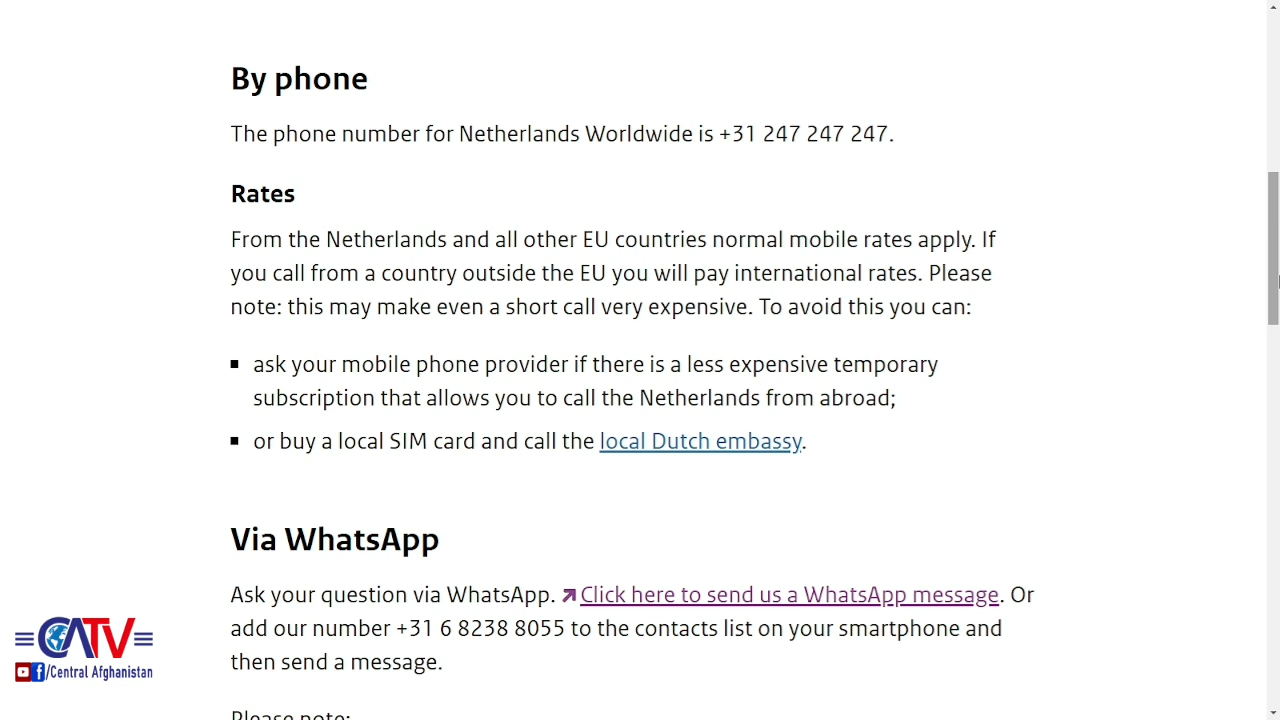 By phone
The phone number for Netherlands Worldwide is +31 247 247 247.
Rates
From the Netherlands and all other EU countries normal mobile rates apply. If
you call from a country outside the EU you will pay international rates. Please
note: this may make even a short call very expensive. To avoid this you can:
ask your mobile phone provider if there is a less expensive temporary
subscription that allows you to call the Netherlands from abroad;
or buy a local SIM card and call the local Dutch embassy.
Via WhatsApp
Ask your question via WhatsApp. Click here to send us a WhatsApp message. Or
add our number +31 6 8238 8055 to the contacts list on your smartphone and
then send a message.
CATV
/Central Afghanistan
Please note: